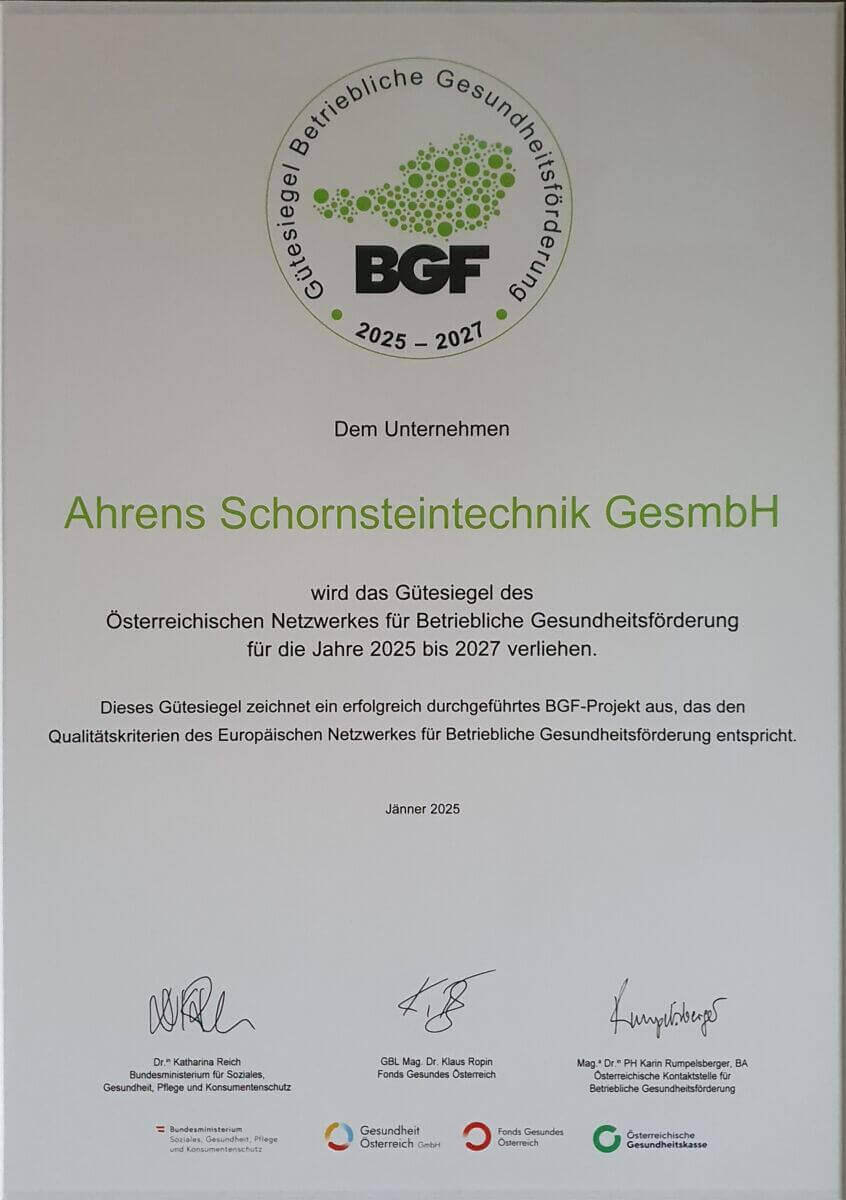 Gütesiegel Betriebliche Gesundheitsförderung
BGF
2025 – 2027
Dem Unternehmen
Ahrens Schornsteintechnik GesmbH
wird das Gütesiegel des
Österreichischen Netzwerkes für Betriebliche Gesundheitsförderung
für die Jahre 2025 bis 2027 verliehen.
Dieses Gütesiegel zeichnet ein erfolgreich durchgeführtes BGF-Projekt aus, das den
Qualitätskriterien des Europäischen Netzwerkes für Betriebliche Gesundheitsförderung entspricht.
Jänner 2025
Rumpelsberger
Dr.ⁱⁿ Katharina Reich
Bundesministerium für Soziales,
Gesundheit, Pflege und Konsumentenschutz
GBL Mag. Dr. Klaus Ropin
Fonds Gesundes Österreich
Mag.ᵃ Dr.ⁱⁿ PH Karin Rumpelsberger, BA
Österreichische Kontaktstelle für
Betriebliche Gesundheitsförderung
Bundesministerium
Soziales, Gesundheit, Pflege
und Konsumentenschutz
Gesundheit
Österreich GmbH
Fonds Gesundes
Österreich
Österreichische
Gesundheitskasse